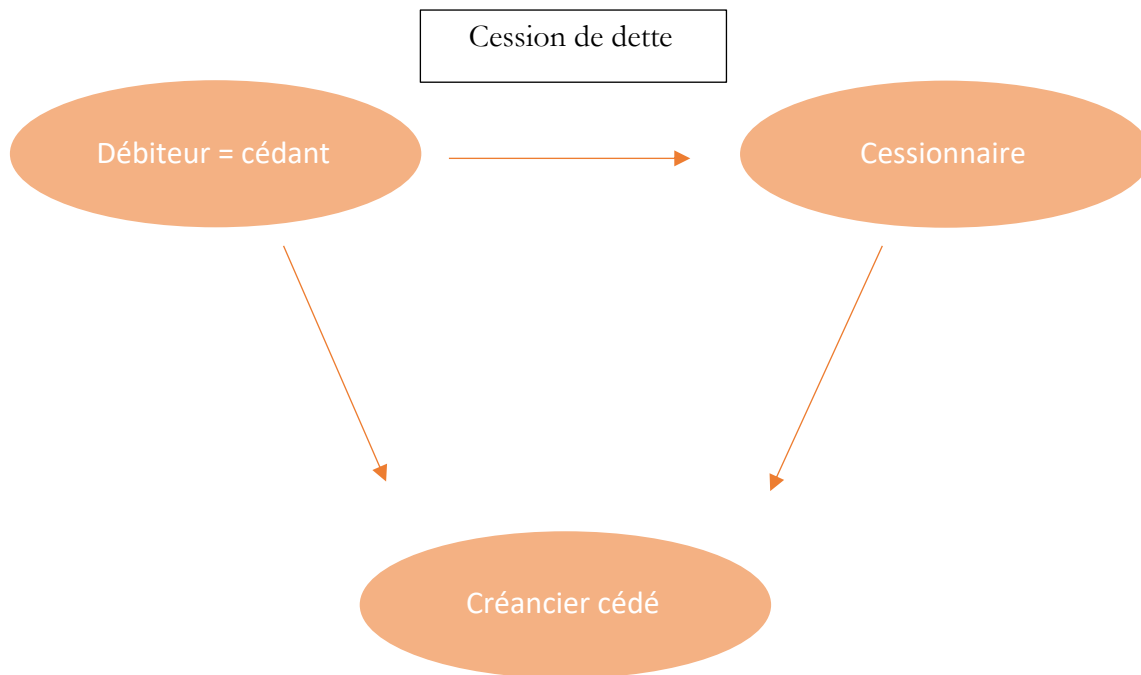 Cession de dette
Débiteur = cédant
Cessionnaire
Créancier cédé